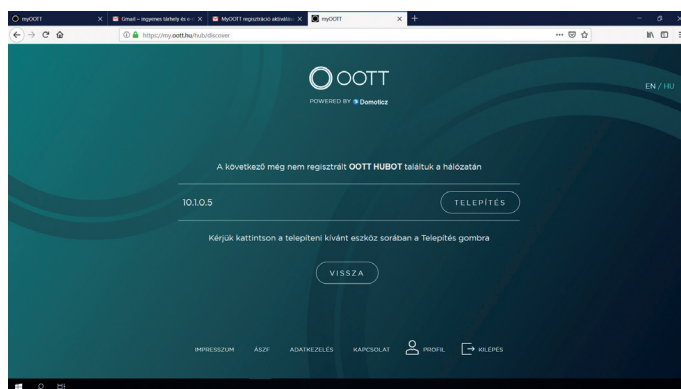 myOOTT
Gmail – ingyenes tárhely és e-m
MyOOTT regisztráció aktiválása
myOOTT
https://my.oott.hu/hub/discover
OOTT
POWERED BY Domoticz
EN / HU
A következő még nem regisztrált OOTT HUBOT találtuk a hálózatán
10.1.0.5
TELEPÍTÉS
Kérjük kattintson a telepíteni kívánt eszköz sorában a Telepítés gombra
VISSZA
IMPRESSZUM ÁSZF ADATKEZELÉS KAPCSOLAT PROFIL KILÉPÉS